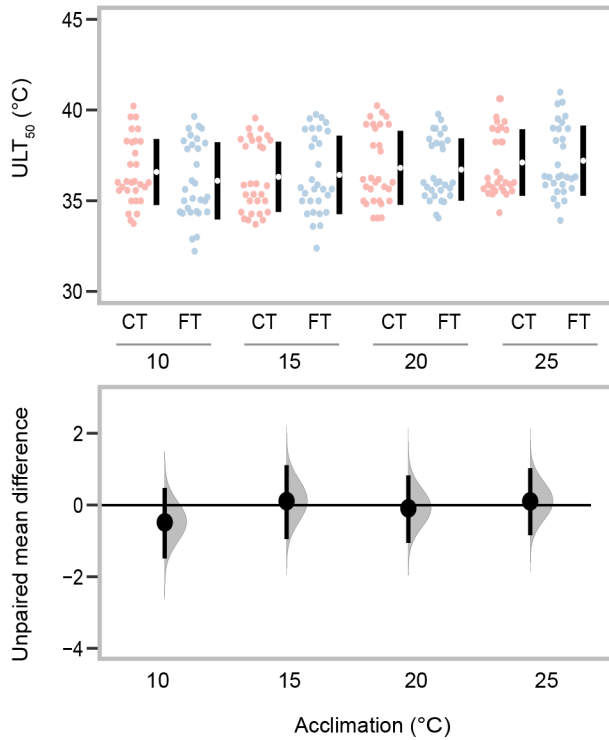 45
40
35
30
ULT50 (°C)
CT FT CT FT CT FT CT FT
10 15 20 25
2
0
−2
−4
Unpaired mean difference
10 15 20 25
Acclimation (°C)